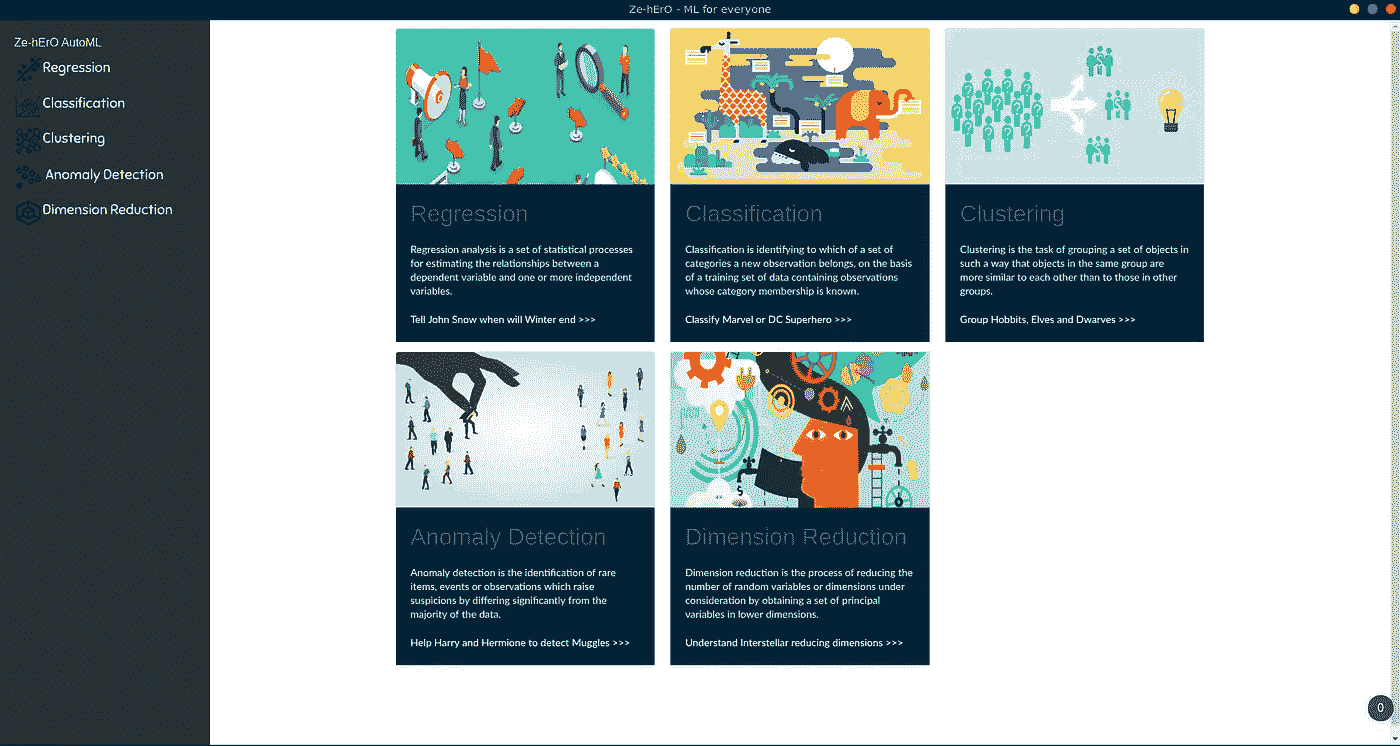 Ze-hErO - ML for everyone
Ze-hErO AutoML
Regression
Classification
Clustering
Anomaly Detection
Dimension Reduction
Regression
Regression analysis is a set of statistical processes
for estimating the relationships between a
dependent variable and one or more independent
variables.
Tell John Snow when will Winter end >>>
Classification
Classification is identifying to which of a set of
categories a new observation belongs, on the basis
of a training set of data containing observations
whose category membership is known.
Classify Marvel or DC Superhero >>>
Clustering
Clustering is the task of grouping a set of objects in
such a way that objects in the same group are
more similar to each other than to those in other
groups.
Group Hobbits, Elves and Dwarves >>>
Anomaly Detection
Anomaly detection is the identification of rare
items, events or observations which raise
suspicions by differing significantly from the
majority of the data.
Help Harry and Hermione to detect Muggles >>>
Dimension Reduction
Dimension reduction is the process of reducing the
number of random variables or dimensions under
consideration by obtaining a set of principal
variables in lower dimensions.
Understand Interstellar reducing dimensions >>>
0